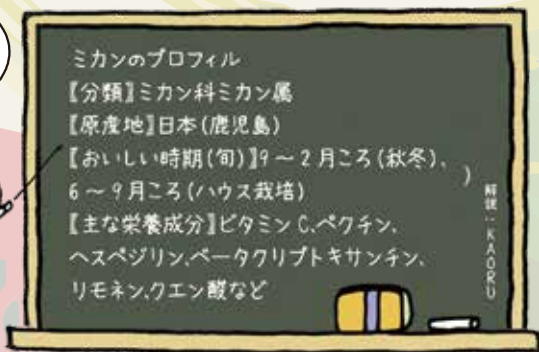 ミカンのプロフィル
【分類】ミカン科ミカン属
【原産地】日本(鹿児島)
【おいしい時期(旬)】9～2月ころ(秋冬)、
6～9月ころ(ハウス栽培)
【主な栄養成分】ビタミンC、ペクチン、
ヘスペジリン、ベータクリプトキサンチン、
リモネン、クエン酸など
)
解説：KAORU